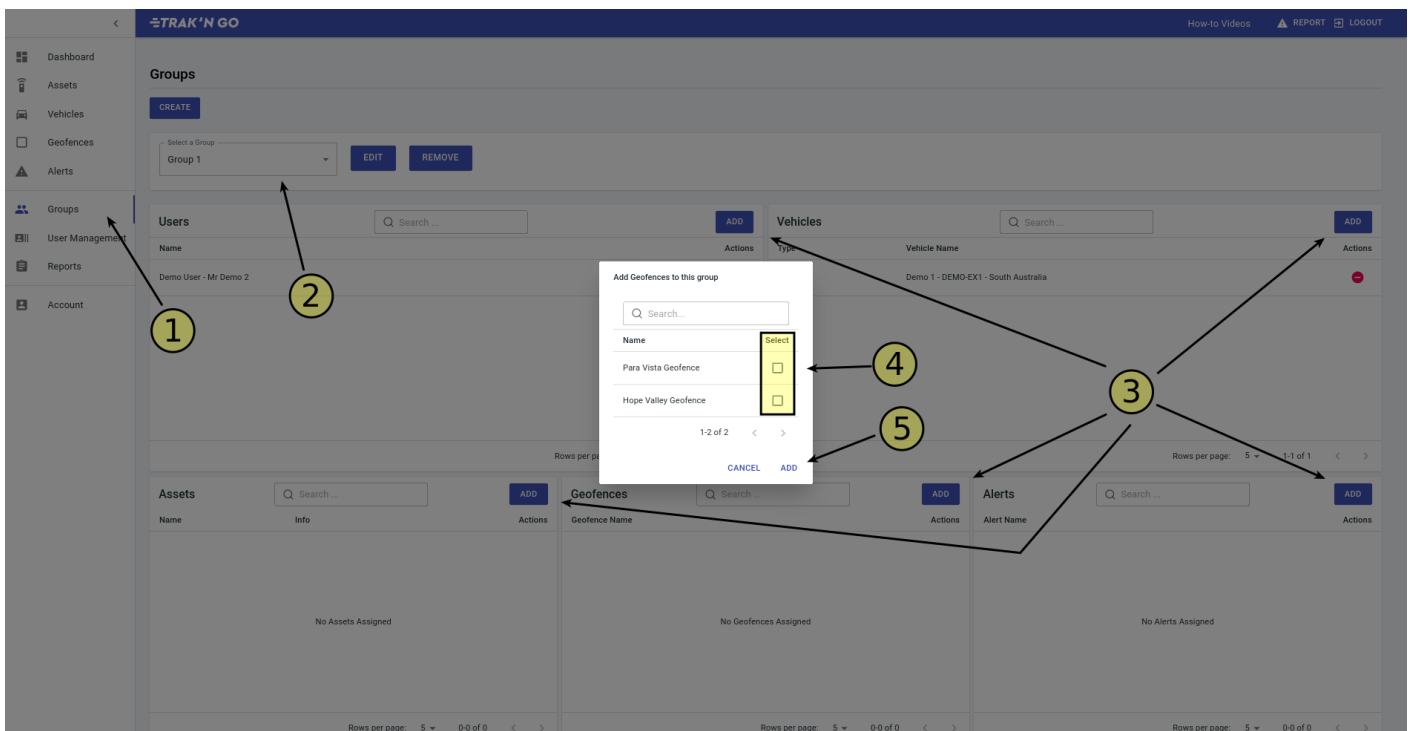 TRAK'N GO
How-to Videos
REPORT
LOGOUT
Dashboard
Assets
Vehicles
Geofences
Alerts
Groups
User Management
Reports
Account
Groups
CREATE
Select a Group
Group 1
EDIT
REMOVE
Users
Search ...
ADD
Name
Actions
Demo User - Mr Demo 2
Rows per pa
Vehicles
Search ...
ADD
Type
Vehicle Name
Actions
Demo 1 - DEMO-EX1 - South Australia
Rows per page: 5 1-1 of 1
Add Geofences to this group
Search...
Name Select
Para Vista Geofence
Hope Valley Geofence
1-2 of 2
CANCEL ADD
1
2
3
4
5
Assets
Search ...
ADD
Name Info Actions
No Assets Assigned
Rows per page: 5 0-0 of 0
Geofences
Search ...
ADD
Geofence Name Actions
No Geofences Assigned
Rows per page: 5 0-0 of 0
Alerts
Search ...
ADD
Alert Name Actions
No Alerts Assigned
Rows per page: 5 0-0 of 0